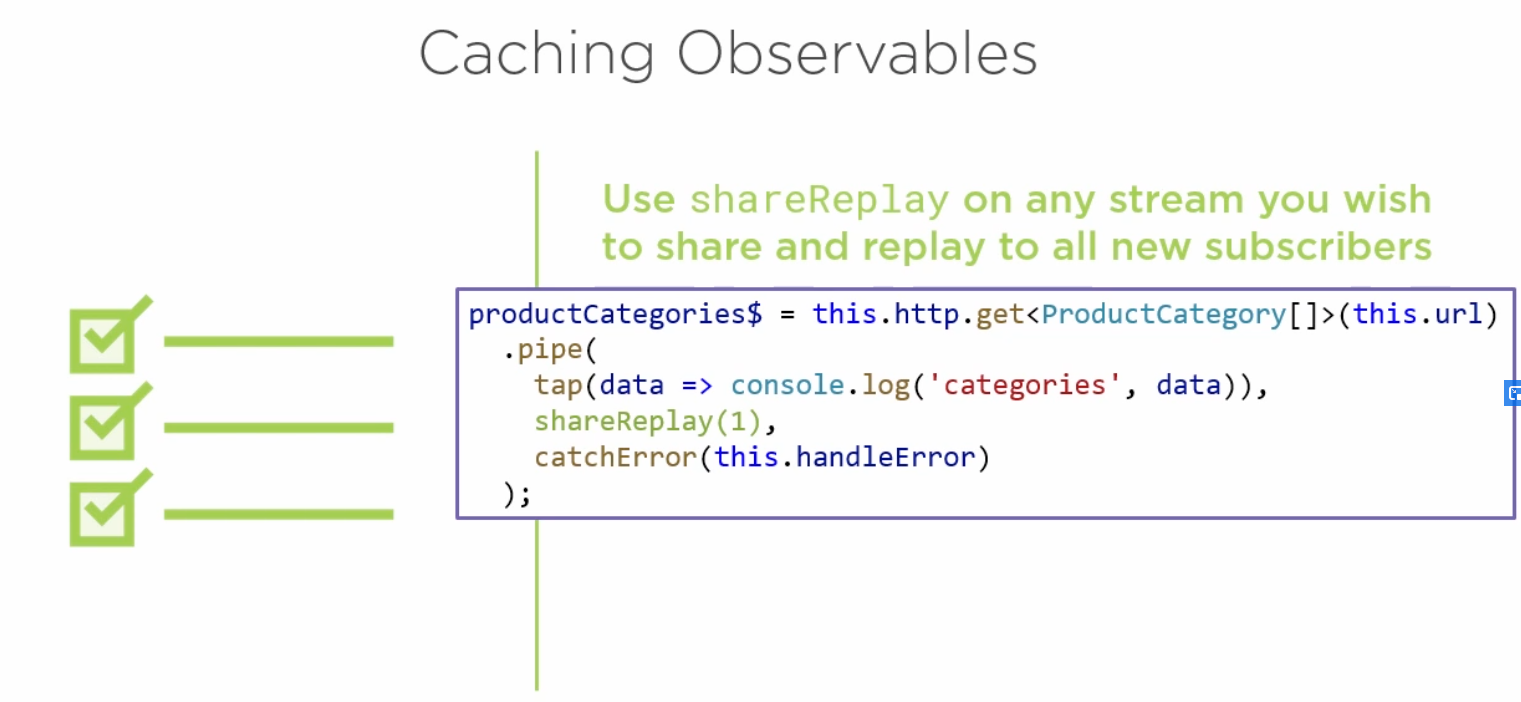 Caching Observables
Use shareReplay on any stream you wish
to share and replay to all new subscribers
productCategories$ = this.http.get<ProductCategory[]>(this.url)
.pipe(
tap(data => console.log('categories', data)),
shareReplay(1),
catchError(this.handleError)
);